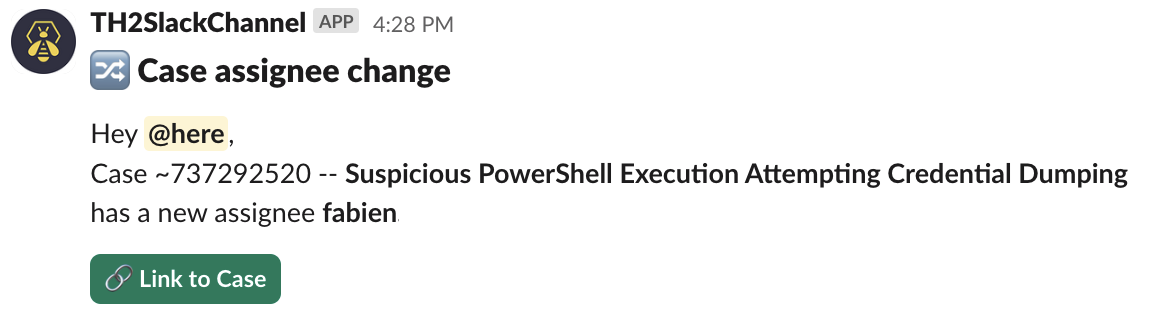 TH2SlackChannel APP 4:28 PM
🔀 Case assignee change
Hey @here,
Case ~737292520 -- Suspicious PowerShell Execution Attempting Credential Dumping
has a new assignee fabien.
🔗 Link to Case